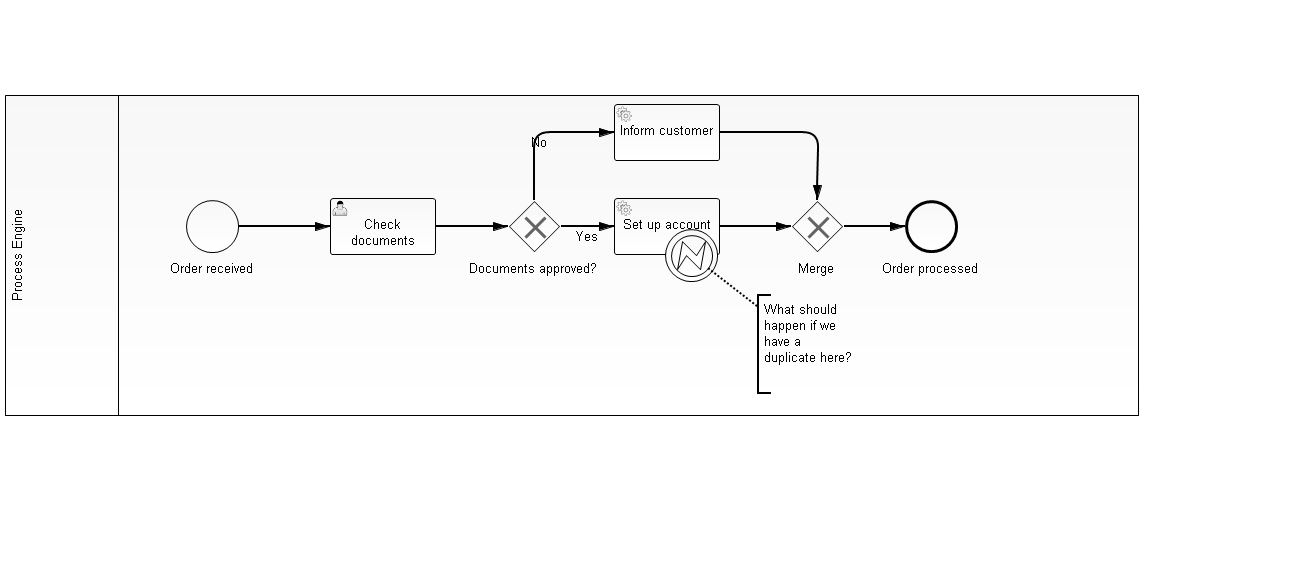 Process Engine
Inform customer
No
Check
documents
Set up account
Yes
Order received
Documents approved?
Merge
Order processed
What should
happen if we
have a
duplicate here?